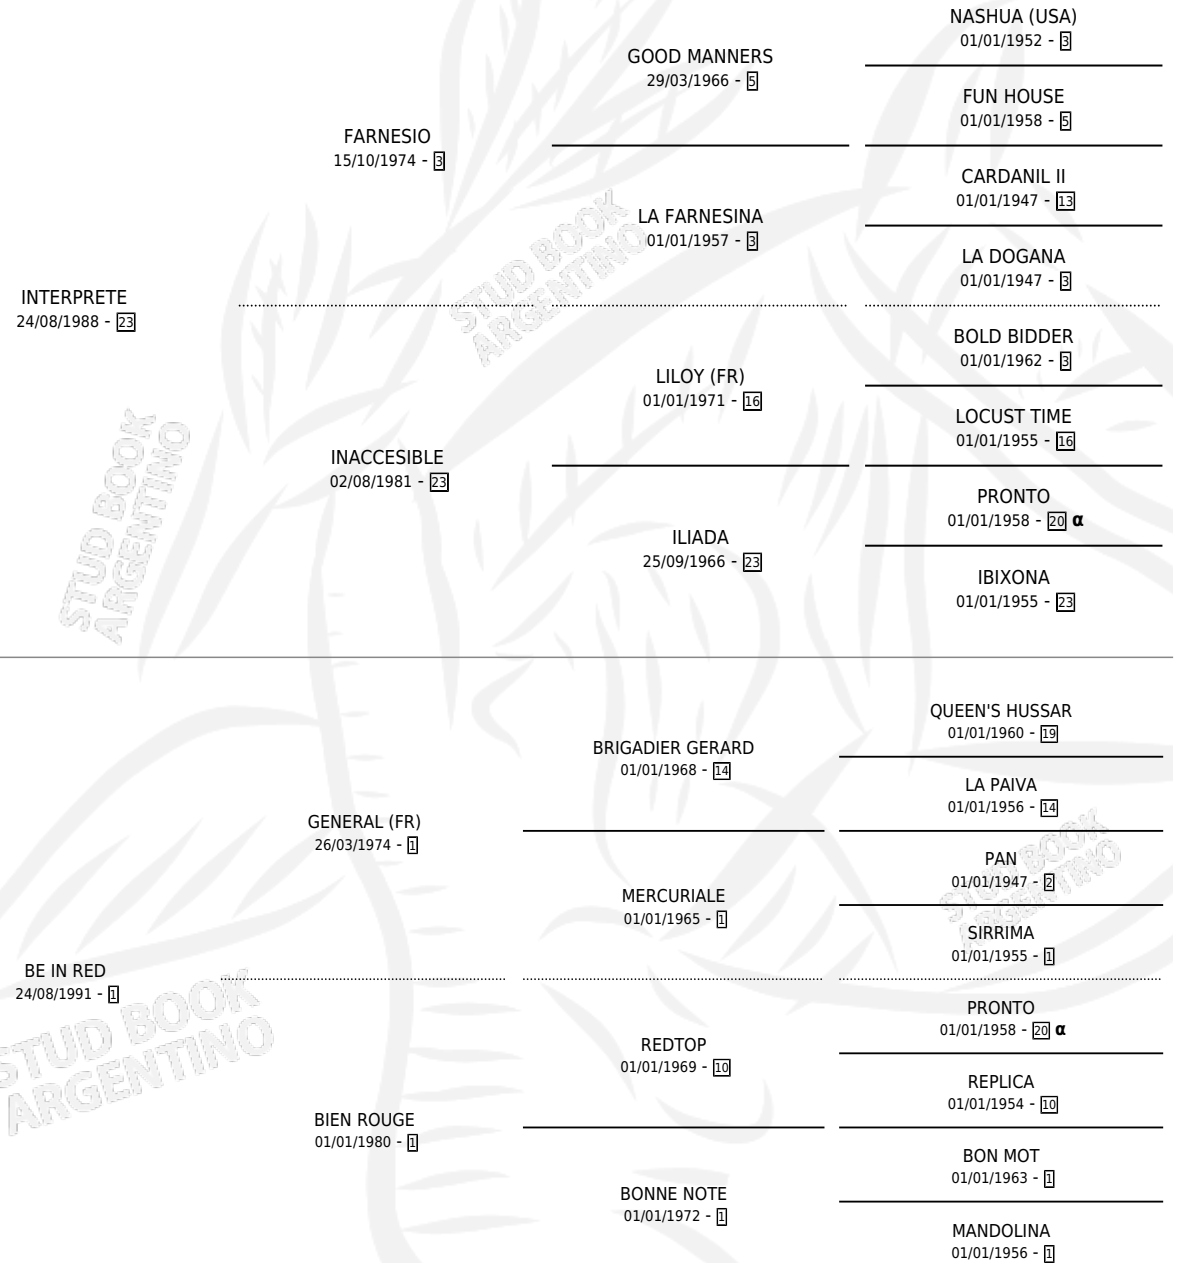 NASHUA (USA)
01/01/1952 - 3
GOOD MANNERS
29/03/1966 - 5
FUN HOUSE
01/01/1958 - 5
FARNESIO
15/10/1974 - 3
CARDANIL II
01/01/1947 - 13
LA FARNESINA
01/01/1957 - 3
LA DOGANA
01/01/1947 - 3
STUD BOOK
ARGENTINO
INTERPRETE
24/08/1988 - 23
BOLD BIDDER
01/01/1962 - 3
LILOY (FR)
01/01/1971 - 16
LOCUST TIME
01/01/1955 - 16
INACCESIBLE
02/08/1981 - 23
PRONTO
01/01/1958 - 20 α
ILIADA
25/09/1966 - 23
IBIXONA
01/01/1955 - 23
STUD BOOK
ARGENTINO
QUEEN'S HUSSAR
01/01/1960 - 19
BRIGADIER GERARD
01/01/1968 - 14
LA PAIVA
01/01/1956 - 14
GENERAL (FR)
26/03/1974 - 1
PAN
01/01/1947 - 2
MERCURIALE
01/01/1965 - 1
SIRRIMA
01/01/1955 - 1
STUD BOOK
ARGENTINO
BE IN RED
24/08/1991 - 1
PRONTO
01/01/1958 - 20 α
REDTOP
01/01/1969 - 10
REPLICA
01/01/1954 - 10
BIEN ROUGE
01/01/1980 - 1
BON MOT
01/01/1963 - 1
BONNE NOTE
01/01/1972 - 1
MANDOLINA
01/01/1956 - 1
STUD BOOK
ARGENTINO